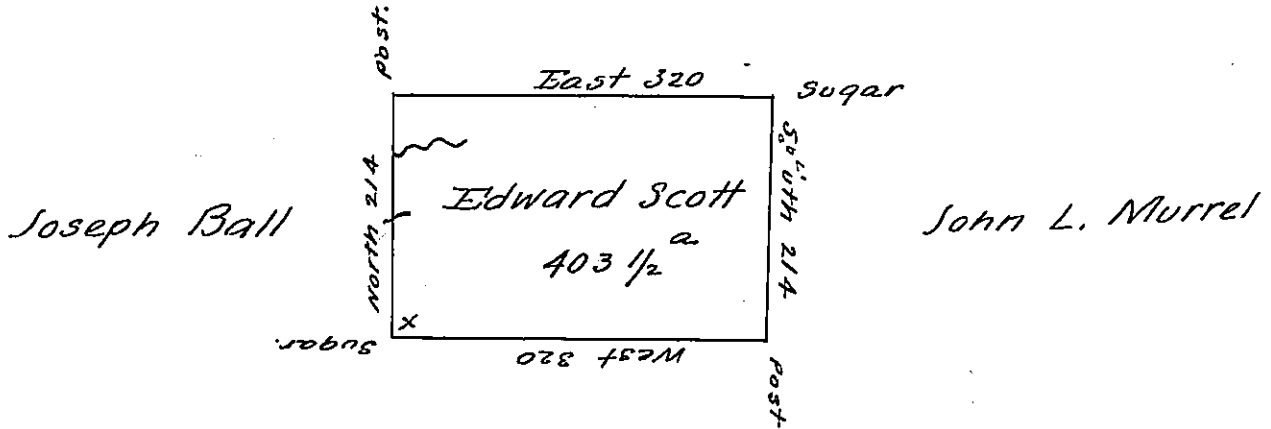 Post.
East 320
Sugar
North 214
South 214
Joseph Ball
Edward Scott
403 1/2 a.
John L. Murrel
x
Sugar.
West 320
Post